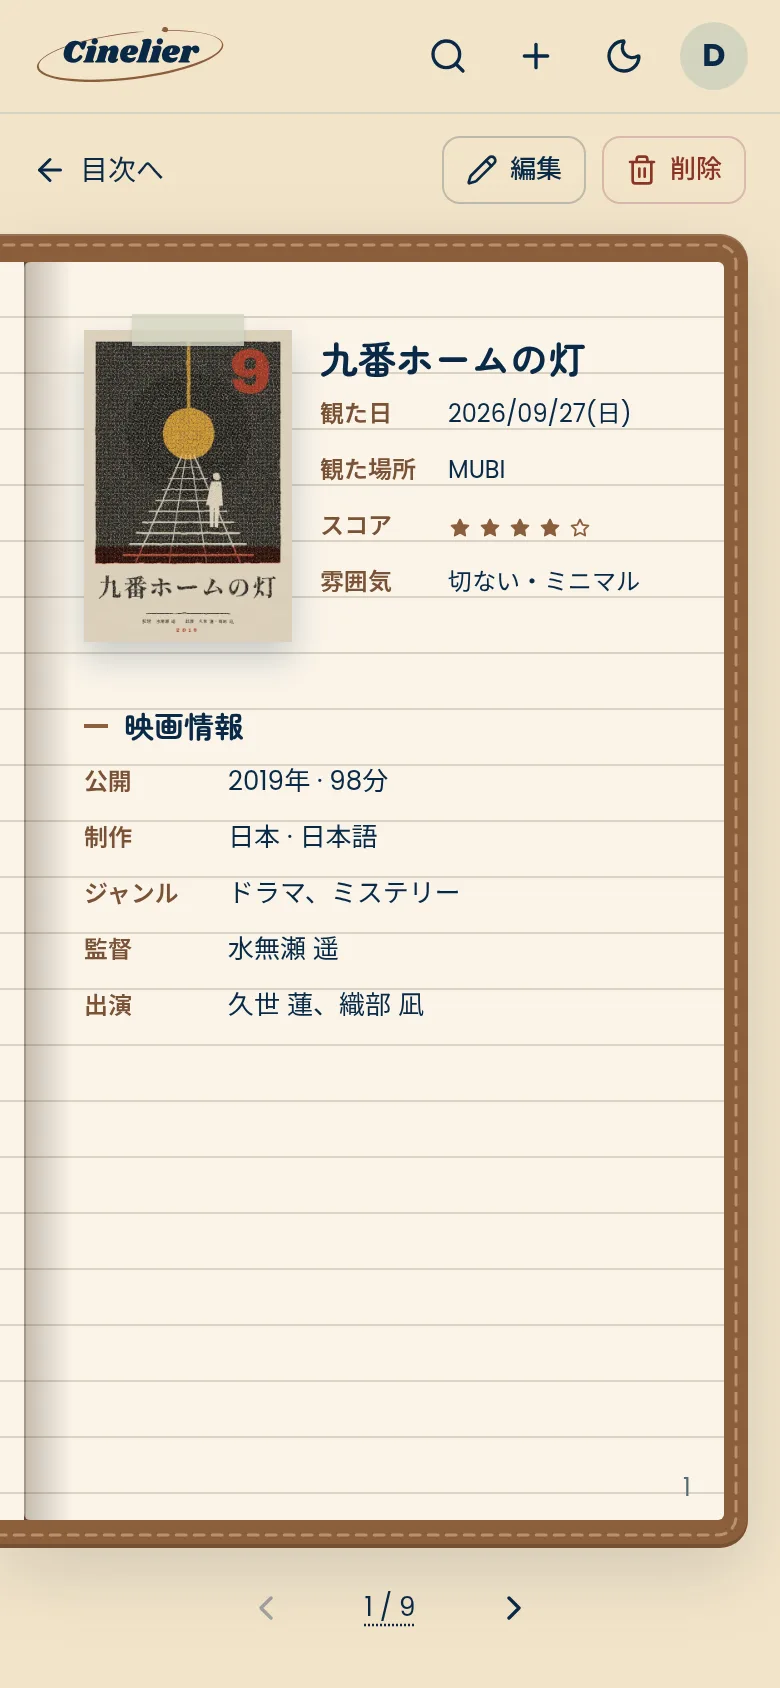 Cinelier
D
目次へ
編集
削除
9
九番ホームの灯
2019
九番ホームの灯
観た日 2026/09/27(日)
観た場所 MUBI
スコア ★★★★☆
雰囲気 切ない・ミニマル
映画情報
公開 2019年 · 98分
制作 日本 · 日本語
ジャンル ドラマ、ミステリー
監督 水無瀬 遥
出演 久世 蓮、織部 凪
1
1 / 9